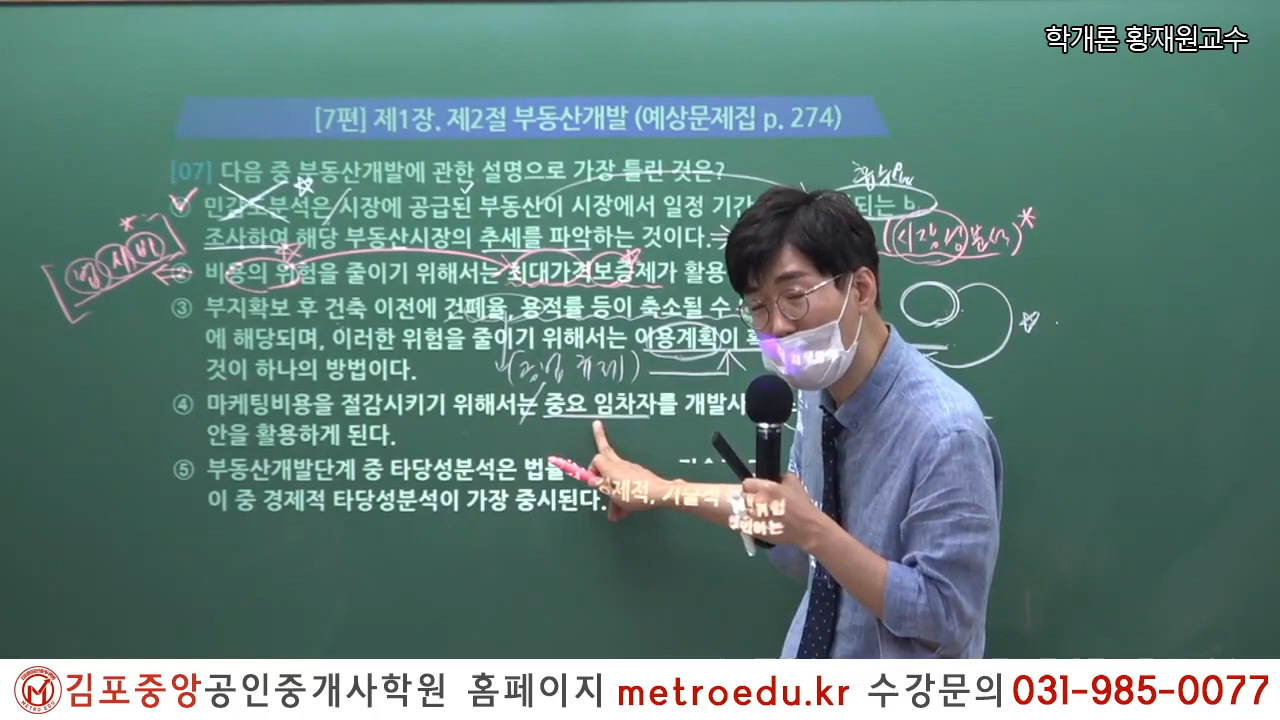 학개론 황재원교수
[7편] 제1장. 제2절 부동산개발 (예상문제집 p. 274)
[07] 다음 중 부동산개발에 관한 설명으로 가장 틀린 것은?
① 민감도분석은 시장에 공급된 부동산이 시장에서 일정 기간
조사하여 해당 부동산시장의 추세를 파악하는 것이다.
(시장성분석)
법 시 비
② 비용의 위험을 줄이기 위해서는 최대가격보증제가 활용
③ 부지확보 후 건축 이전에 건폐율, 용적률 등이 축소될 수
에 해당되며, 이러한 위험을 줄이기 위해서는 이용계획이 확
것이 하나의 방법이다.
④ 마케팅비용을 절감시키기 위해서는 중요 임차자를 개발사
안을 활용하게 된다.
⑤ 부동산개발단계 중 타당성분석은 법률
이 중 경제적 타당성분석이 가장 중시된다.
METRO EDU
김포중앙공인중개사학원 홈페이지 metroedu.kr 수강문의 031-985-0077